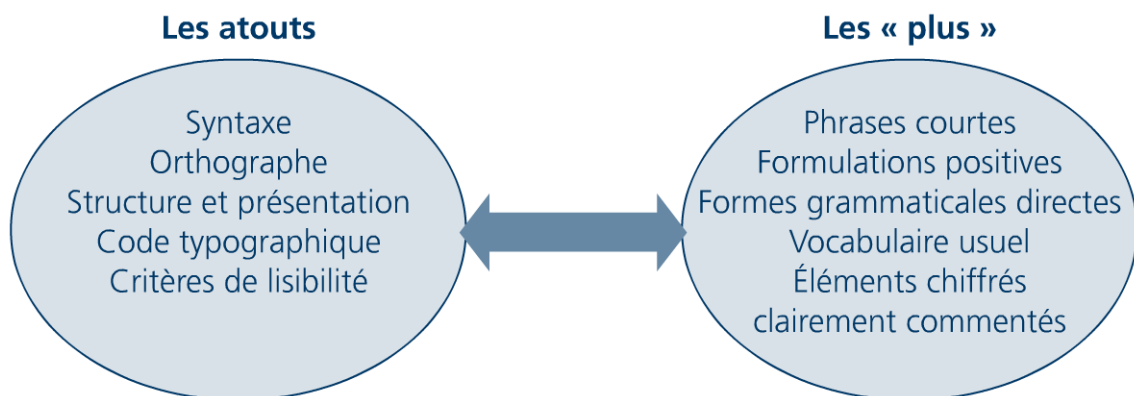 Les atouts
Syntaxe
Orthographe
Structure et présentation
Code typographique
Critères de lisibilité
Les « plus »
Phrases courtes
Formulations positives
Formes grammaticales directes
Vocabulaire usuel
Éléments chiffrés
clairement commentés